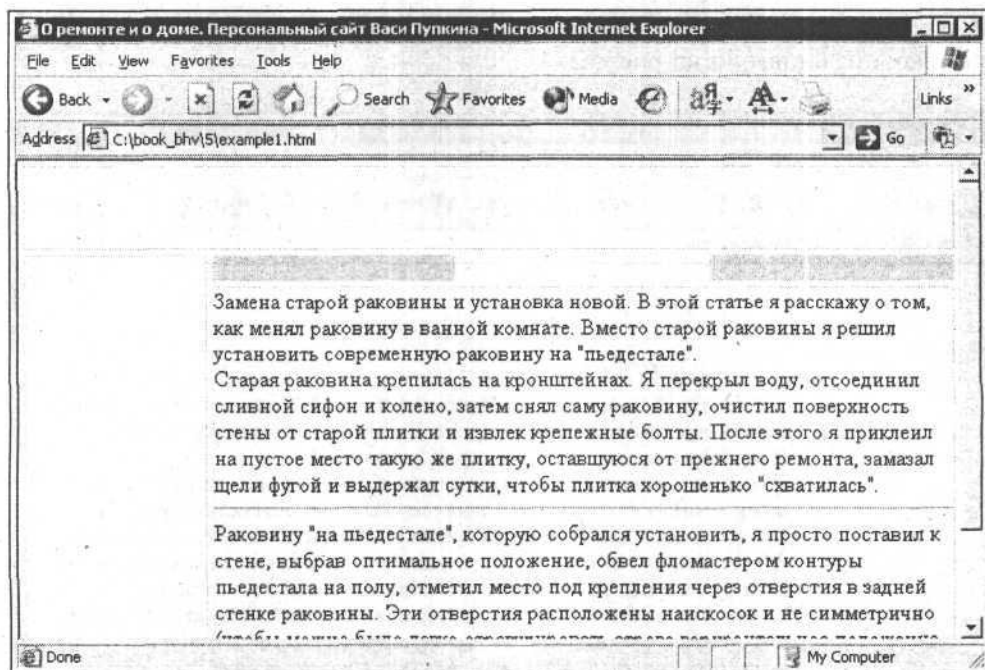 О ремонте и о доме. Персональный сайт Васи Пупкина - Microsoft Internet Explorer
File Edit View Favorites Tools Help
Back Search Favorites Media Links »
Address C:\book_bhv\5\example1.html Go
Замена старой раковины и установка новой. В этой статье я расскажу о том,
как менял раковину в ванной комнате. Вместо старой раковины я решил
установить современную раковину на "пьедестале".
Старая раковина крепилась на кронштейнах. Я перекрыл воду, отсоединил
сливной сифон и колено, затем снял саму раковину, очистил поверхность
стены от старой плитки и извлек крепежные болты. После этого я приклеил
на пустое место такую же плитку, оставшуюся от прежнего ремонта, замазал
щели фугой и выдержал сутки, чтобы плитка хорошенько "схватилась".
Раковину "на пьедестале", которую собрался установить, я просто поставил к
стене, выбрав оптимальное положение, обвел фломастером контуры
пьедестала на полу, отметил место под крепления через отверстия в задней
стенке раковины. Эти отверстия расположены наискосок и не симметрично
Done My Computer